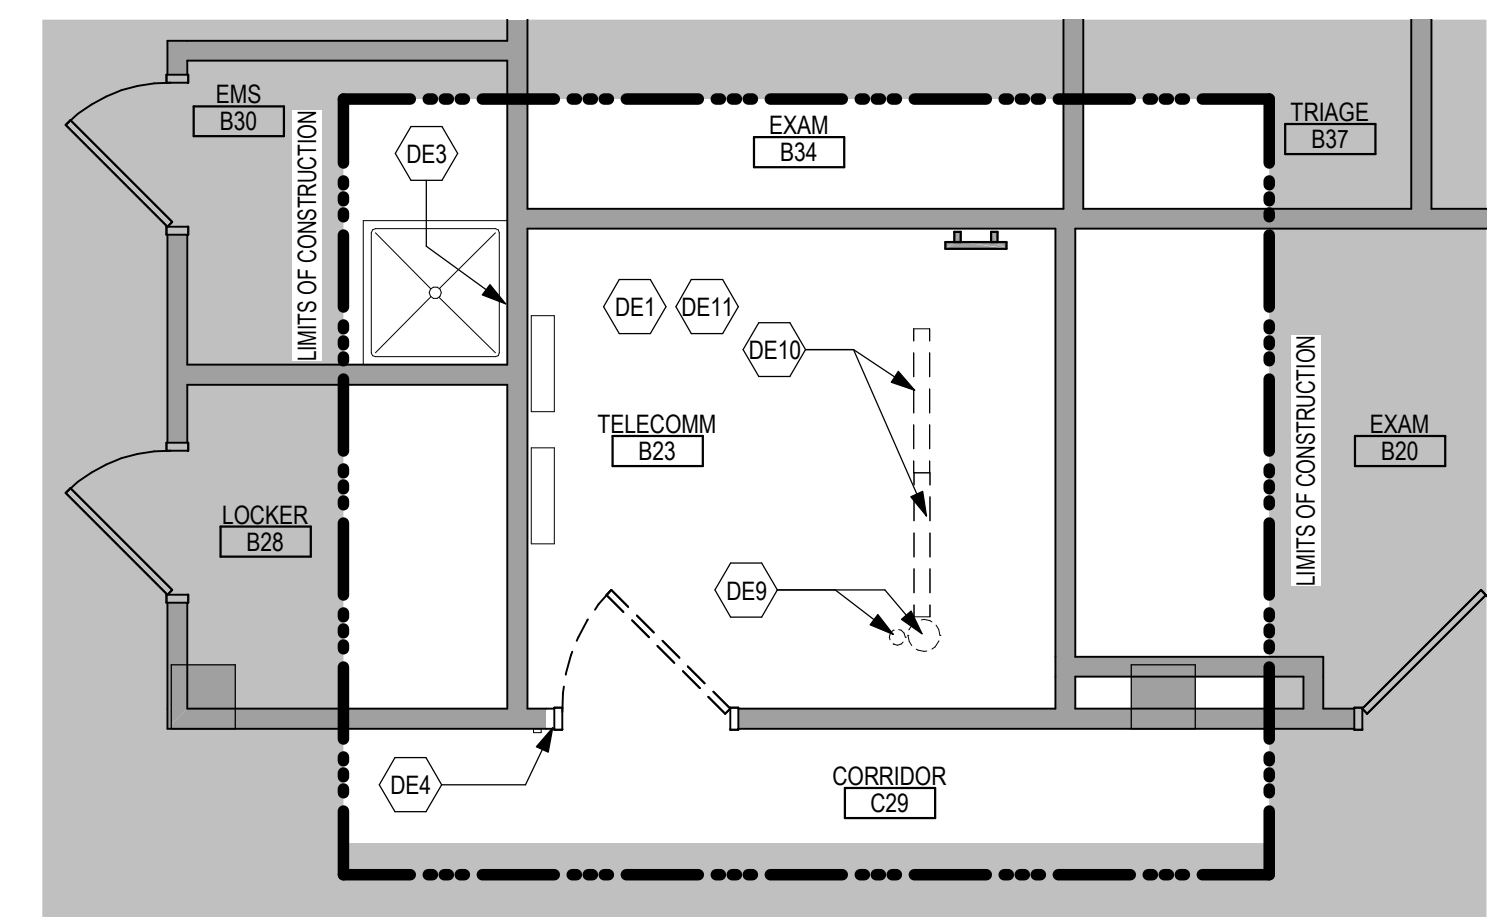 EMS
B30
LIMITS OF CONSTRUCTION
DE3
EXAM
B34
TRIAGE
B37
DE1
DE11
DE10
TELECOMM
B23
LIMITS OF CONSTRUCTION
EXAM
B20
LOCKER
B28
DE9
DE4
CORRIDOR
C29